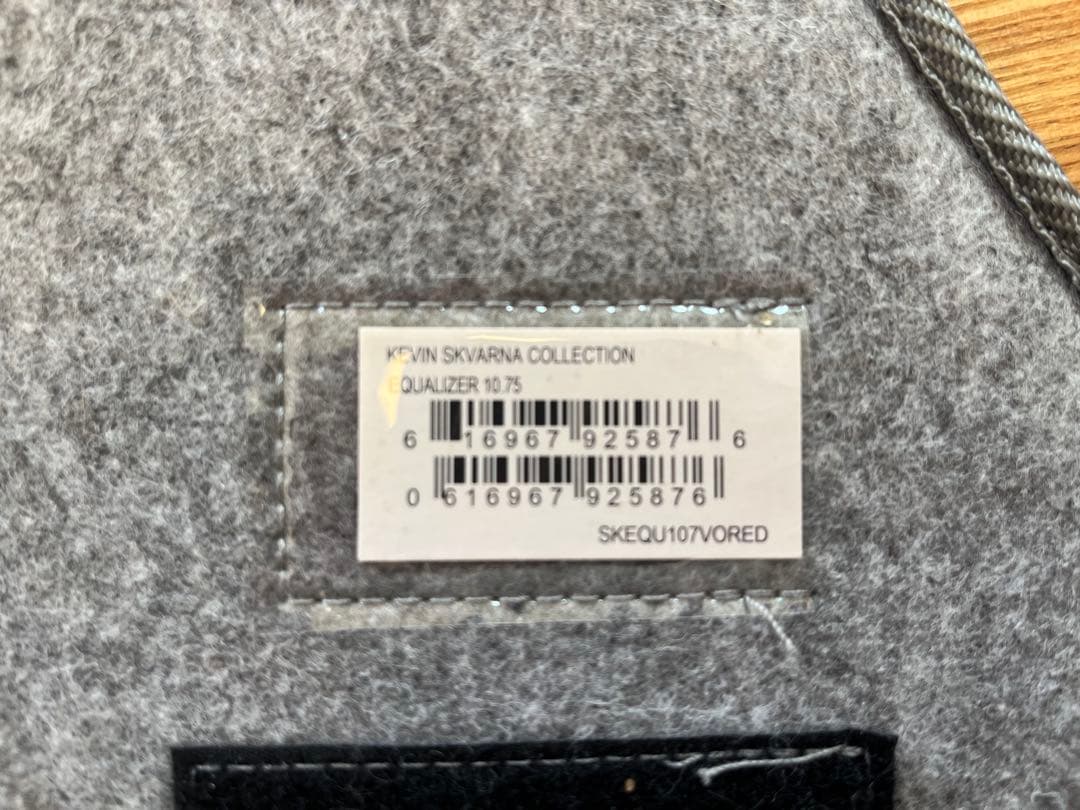 KEVIN SKVARNA COLLECTION
EQUALIZER 10.75
6 16967 92587 6
0 616967 925876
SKEQU107VORED